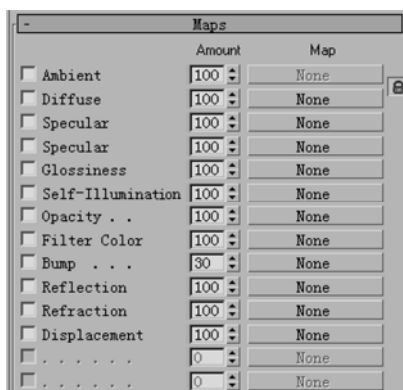 - Maps
Amount Map
Ambient 100 None
Diffuse 100 None
Specular 100 None
Specular 100 None
Glossiness 100 None
Self-Illumination 100 None
Opacity . . 100 None
Filter Color 100 None
Bump . . . 30 None
Reflection 100 None
Refraction 100 None
Displacement 100 None
. . . . . . 0 None
. . . . . . 0 None